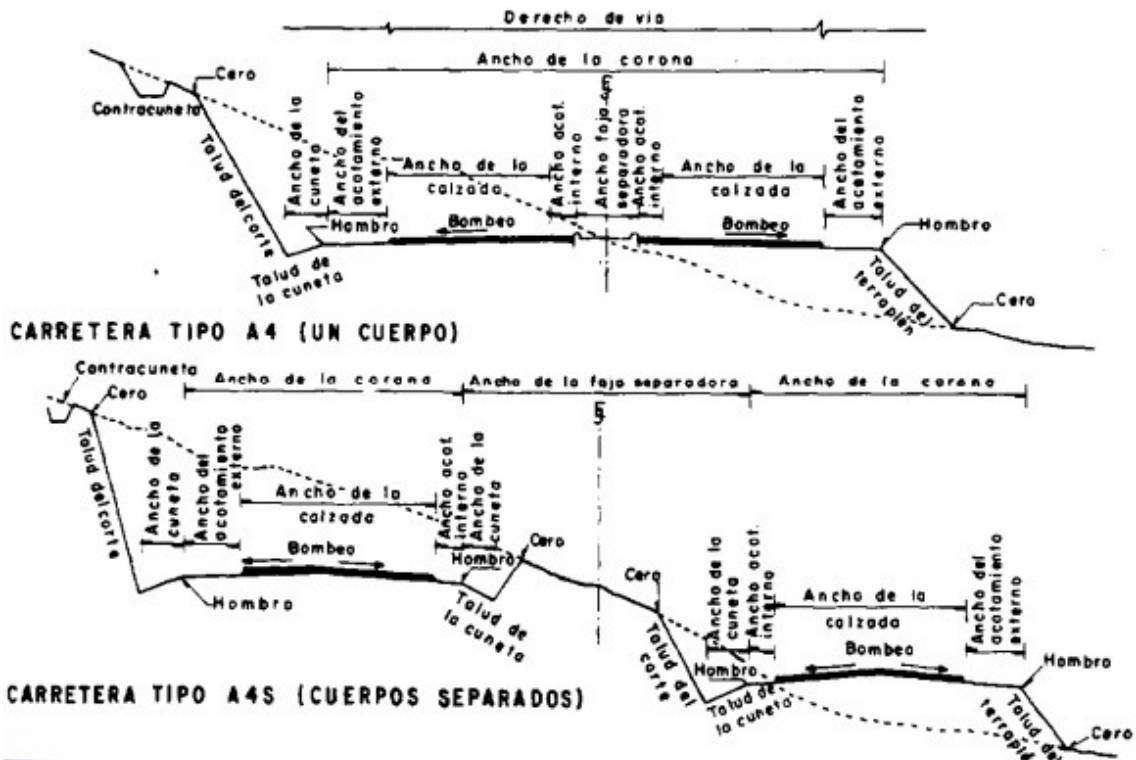 Derecho de vía
Ancho de la corona
Cero
Contracuneta
Talud del corte
Ancho de la
cuneta
Ancho del
acotamiento
externo
Ancho de la
calzada
Ancho acot.
interno
Ancho faja
separadora
Ancho acot.
interno
Ancho de la
calzada
Ancho del
acotamiento
externo
Hombro
Bombeo
Bombeo
Hombro
Talud de
la cuneta
Talud del
terraplén
Cero
CARRETERA TIPO A4 (UN CUERPO)
Contracuneta
Cero
Ancho de la corona
Ancho de la faja separadora
Ancho de la corona
Talud del corte
Ancho de la
cuneta
Ancho del
acotamiento
externo
Ancho de la
calzada
Ancho acot.
interno
Ancho de la
cuneta
Bombeo
Hombro
Hombro
Cero
Talud de
la cuneta
Cero
Talud del
corte
Ancho de la
cuneta
Ancho acot.
interno
Ancho de la
calzada
Ancho del
acotamiento
externo
Bombeo
Hombro
Hombro
Talud de
la cuneta
Talud del
Cero
CARRETERA TIPO A4S (CUERPOS SEPARADOS)